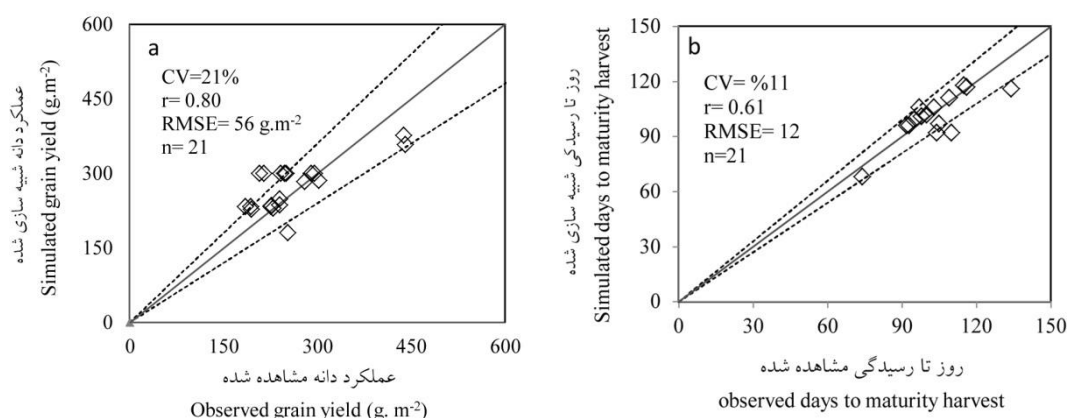 a
CV=21%
r= 0.80
RMSE= 56 g.m-2
n= 21
600
450
300
150
0
0
150
300
450
600
عملکرد دانه شبیه سازی شده
Simulated grain yield (g.m-2)
عملکرد دانه مشاهده شده
Observed grain yield (g. m-2)
b
CV= %11
r= 0.61
RMSE= 12
n=21
150
120
90
60
30
0
0
30
60
90
120
150
روز تا رسیدگی شبیه سازی شده
Simulated days to maturity harvest
روز تا رسیدگی مشاهده شده
observed days to maturity harvest